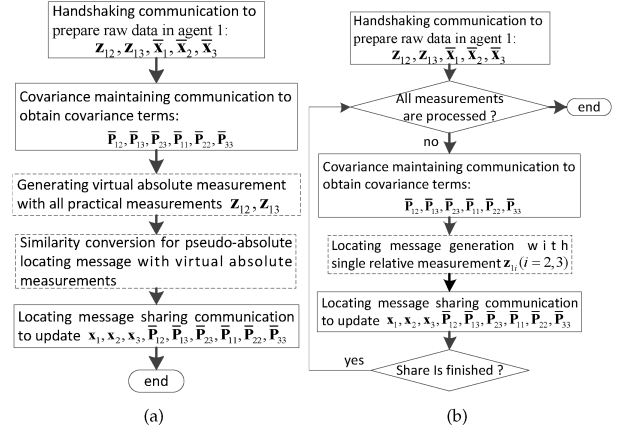 Handshaking communication to
prepare raw data in agent 1:
z₁₂, z₁₃, x̄₁, x̄₂, x̄₃
Covariance maintaining communication to
obtain covariance terms:
P̄₁₂, P̄₁₃, P̄₂₃, P̄₁₁, P̄₂₂, P̄₃₃
Generating virtual absolute measurement
with all practical measurements z₁₂, z₁₃
Similarity conversion for pseudo-absolute
locating message with virtual absolute
measurements
Locating message sharing communication
to update x₁, x₂, x₃, P̄₁₂, P̄₁₃, P̄₂₃, P̄₁₁, P̄₂₂, P̄₃₃
end
(a)
Handshaking communication to
prepare raw data in agent 1:
z₁₂, z₁₃, x̄₁, x̄₂, x̄₃
All measurements
are processed ?
end
no
Covariance maintaining communication to
obtain covariance terms:
P̄₁₂, P̄₁₃, P̄₂₃, P̄₁₁, P̄₂₂, P̄₃₃
Locating message generation with
single relative measurement z₁ᵢ (i = 2,3)
Locating message sharing communication
to update x₁, x₂, x₃, P̄₁₂, P̄₁₃, P̄₂₃, P̄₁₁, P̄₂₂, P̄₃₃
yes
Share Is finished ?
(b)